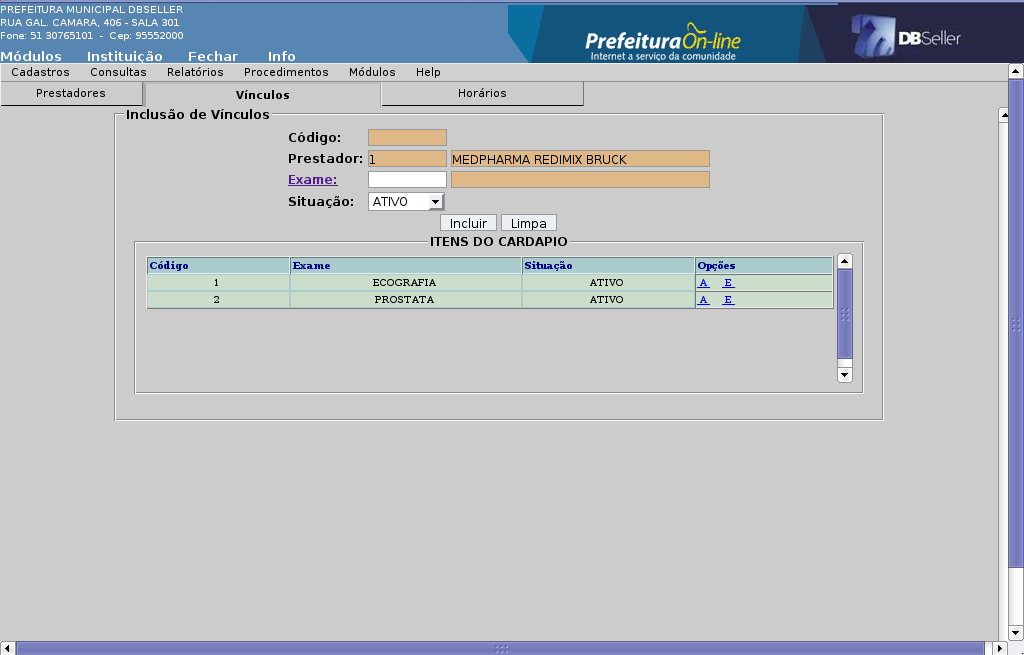 PREFEITURA MUNICIPAL DBSELLER
RUA GAL. CAMARA, 406 - SALA 301
Fone: 51 30765101 - Cep: 95552000
Módulos Instituição Fechar Info
PrefeituraOn-line
Internet a serviço da comunidade
DBSeller
Cadastros Consultas Relatórios Procedimentos Módulos Help
Prestadores Vínculos Horários
Inclusão de Vínculos
Código:
Prestador: 1 MEDPHARMA REDIMIX BRUCK
Exame:
Situação: ATIVO
Incluir Limpa
ITENS DO CARDAPIO
Código Exame Situação Opções
1 ECOGRAFIA ATIVO A E
2 PROSTATA ATIVO A E